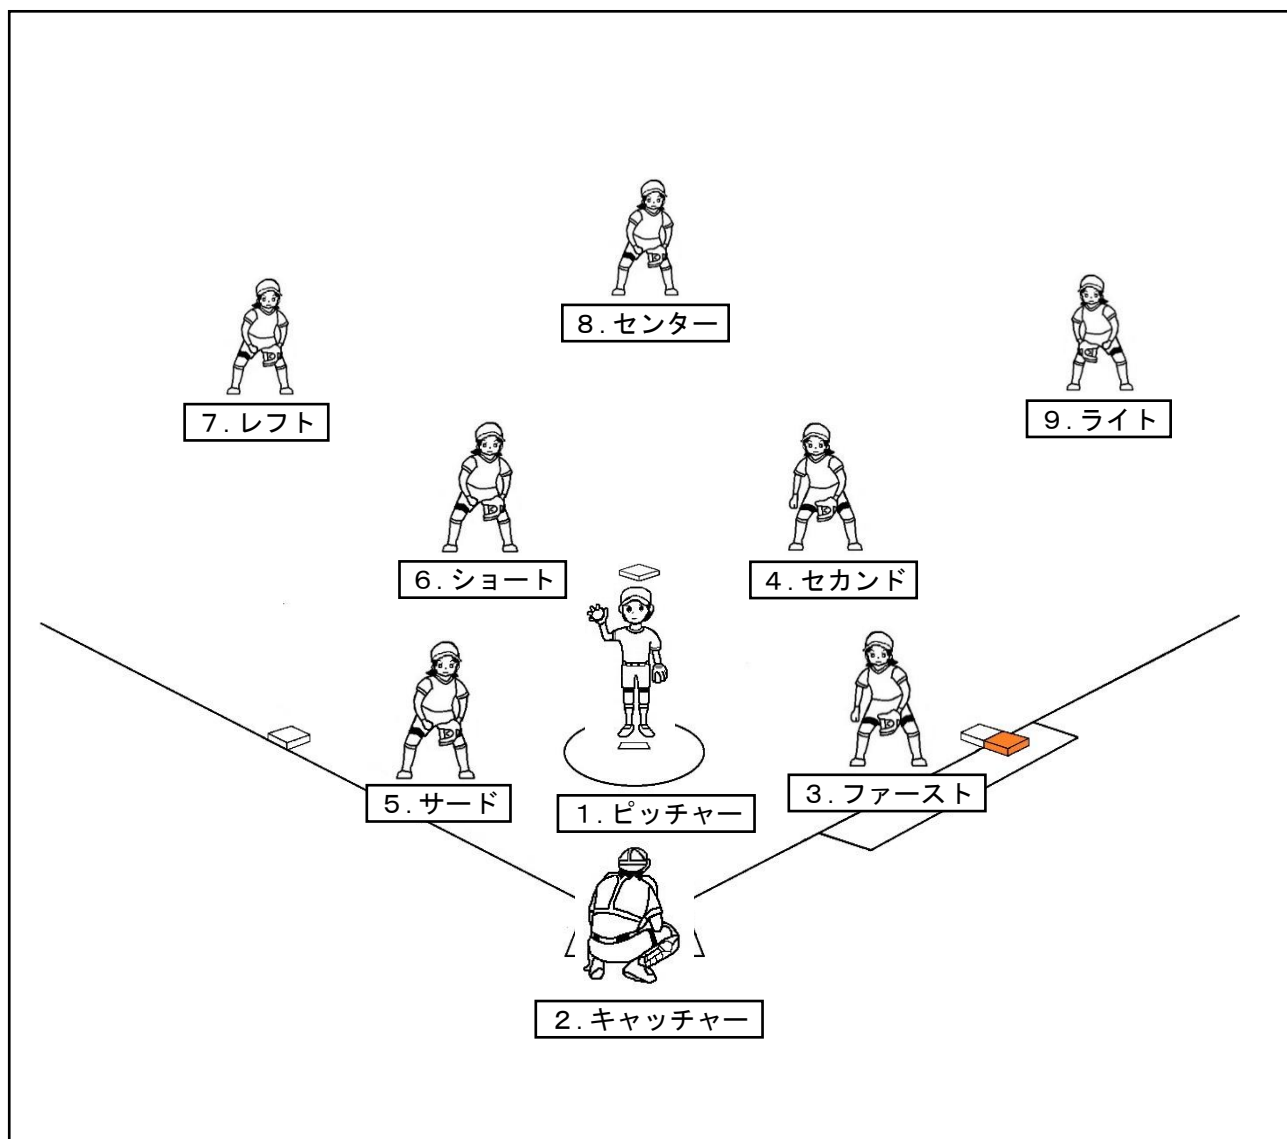 ８．センター
７．レフト
９．ライト
６．ショート
４．セカンド
５．サード
１．ピッチャー
３．ファースト
２．キャッチャー